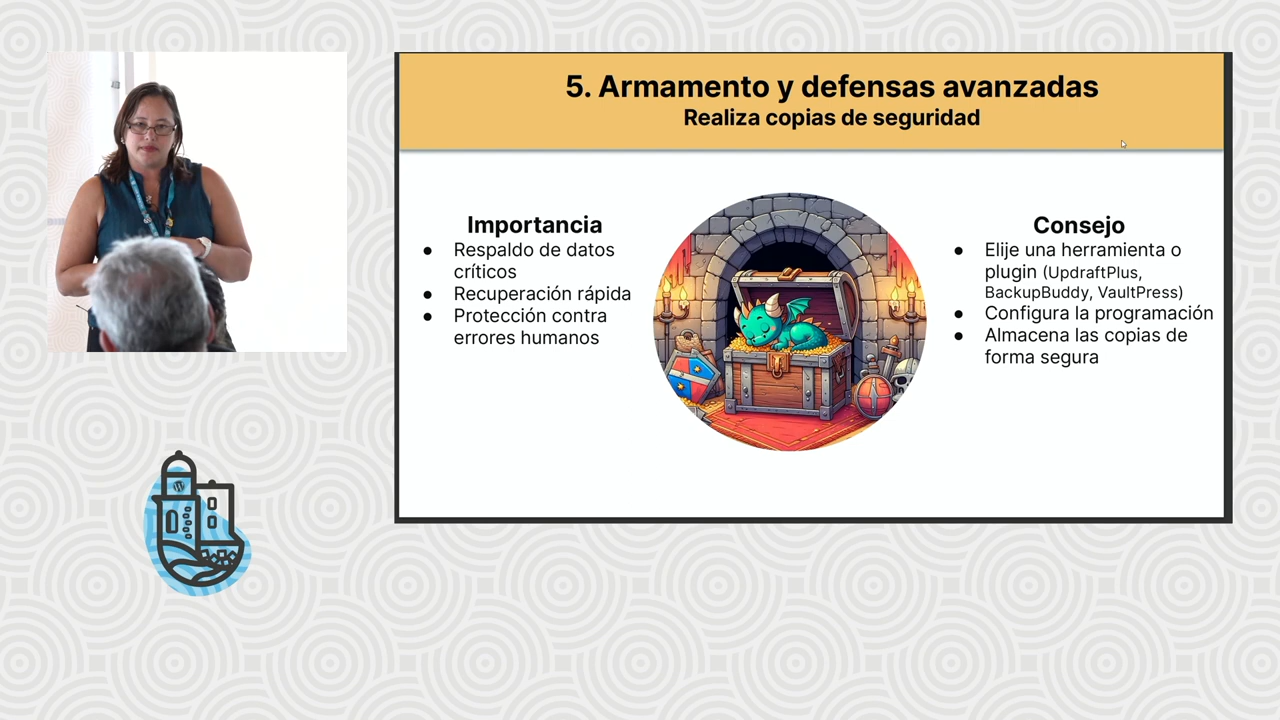 5. Armamento y defensas avanzadas
Realiza copias de seguridad
Importancia
● Respaldo de datos
críticos
● Recuperación rápida
● Protección contra
errores humanos
Consejo
● Elije una herramienta o
plugin (UpdraftPlus,
BackupBuddy, VaultPress)
● Configura la programación
● Almacena las copias de
forma segura